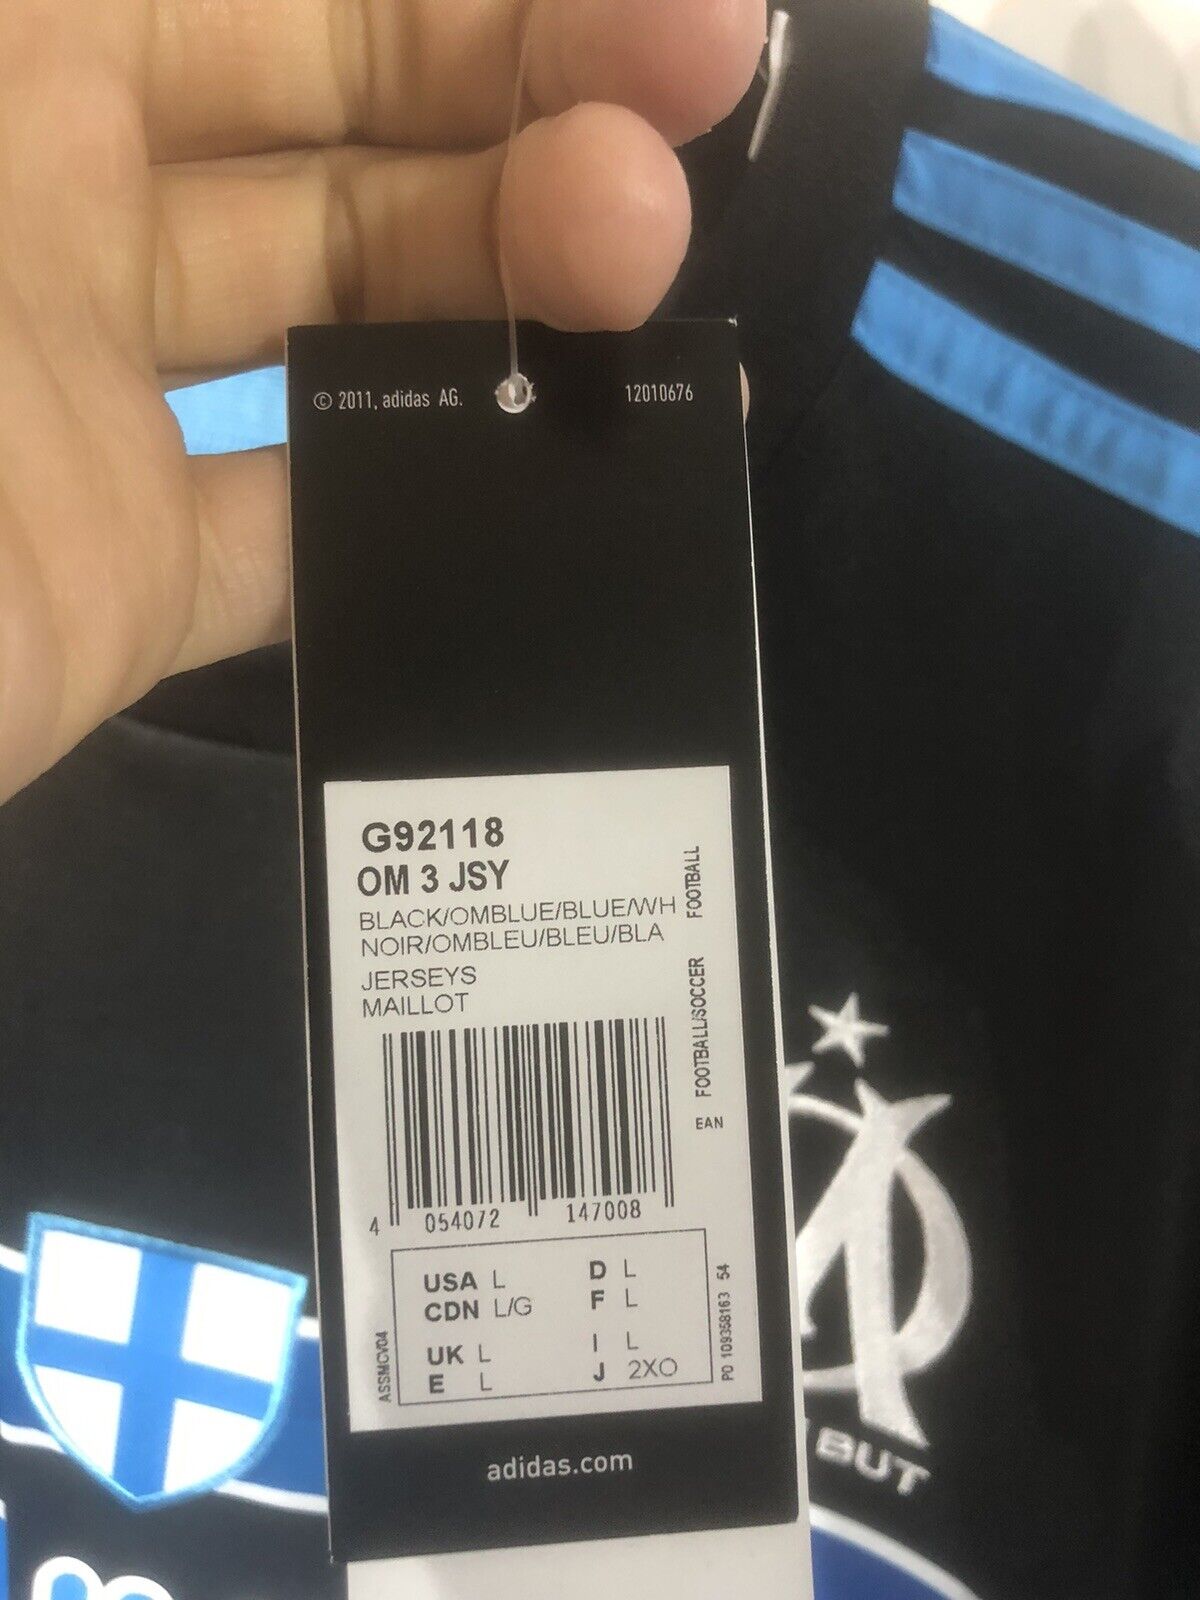 © 2011, adidas AG.
12010676
G92118
OM 3 JSY
BLACK/OMBLUE/BLUE/WH
NOIR/OMBLEU/BLEU/BLA
JERSEYS
MAILLOT
FOOTBALL
FOOTBALL/SOCCER
EAN
4 054072 147008
USA L D L
CDN L/G F L
UK L I L
E L J 2XO
ASSMCV04
PO 109358163 54
adidas.com
BUT